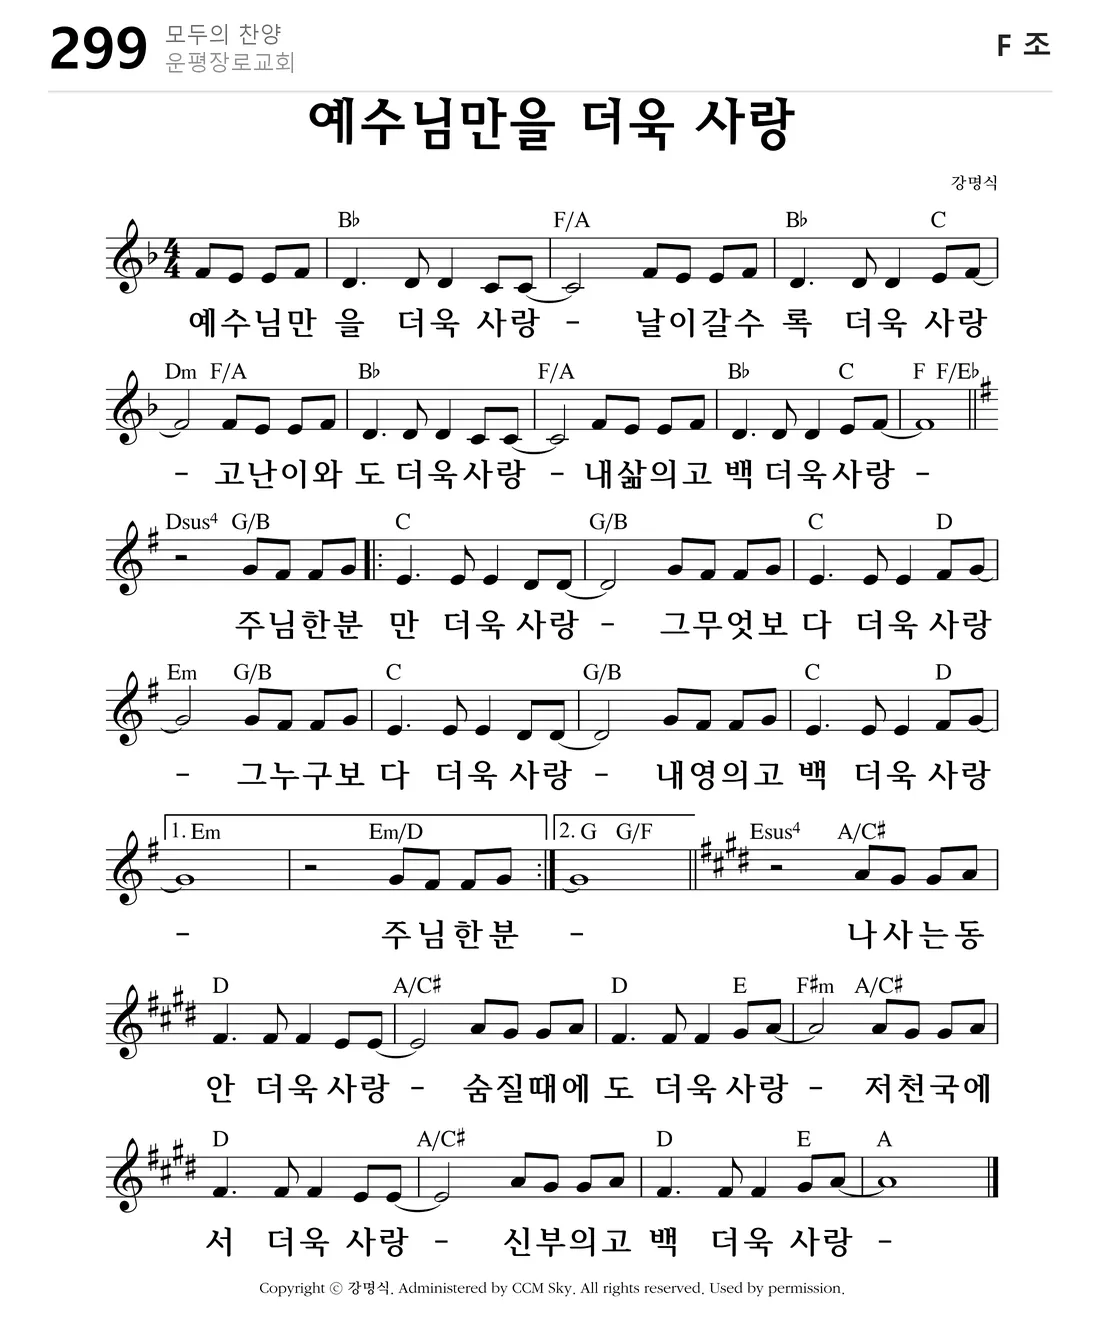 299 모두의 찬양 F 조
운평장로교회
예수님만을 더욱 사랑
강명식
B♭ F/A B♭ C
예수님만 을 더욱 사랑 - 날이갈수 록 더욱 사랑
Dm F/A B♭ F/A B♭ C F F/E♭
- 고난이와 도 더욱사랑 - 내삶의고 백 더욱사랑 -
Dsus4 G/B C G/B C D
주님한분 만 더욱 사랑 - 그무엇보 다 더욱 사랑
Em G/B C G/B C D
- 그누구보 다 더욱 사랑 - 내영의고 백 더욱 사랑
1. Em Em/D 2. G G/F Esus4 A/C#
- 주님한분 - 나사는동
D A/C# D E F#m A/C#
안 더욱사랑 - 숨질때에 도 더욱사랑 - 저천국에
D A/C# D E A
서 더욱 사랑 - 신부의고 백 더욱 사랑 -
Copyright ⓒ 강명식. Administered by CCM Sky. All rights reserved. Used by permission.